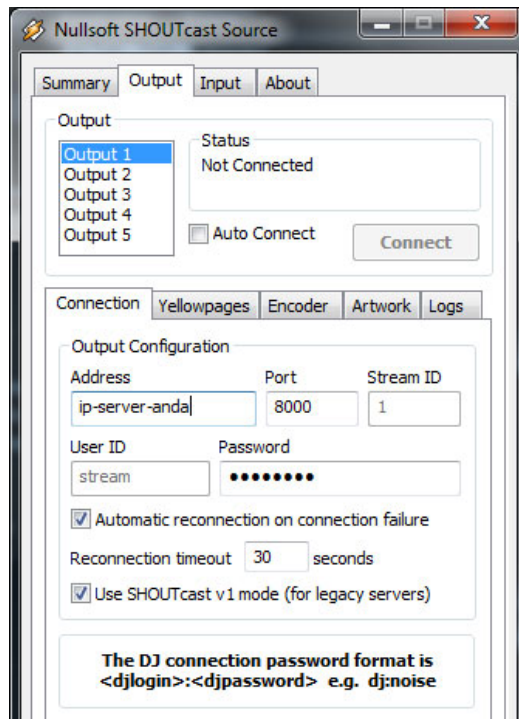 Nullsoft SHOUTcast Source
Summary Output Input About
Output
Output 1
Output 2
Output 3
Output 4
Output 5
Status
Not Connected
Auto Connect
Connect
Connection Yellowpages Encoder Artwork Logs
Output Configuration
Address Port Stream ID
ip-server-anda 8000 1
User ID Password
stream ••••••••
Automatic reconnection on connection failure
Reconnection timeout 30 seconds
Use SHOUTcast v1 mode (for legacy servers)
The DJ connection password format is
<djlogin>:<djpassword> e.g. dj:noise